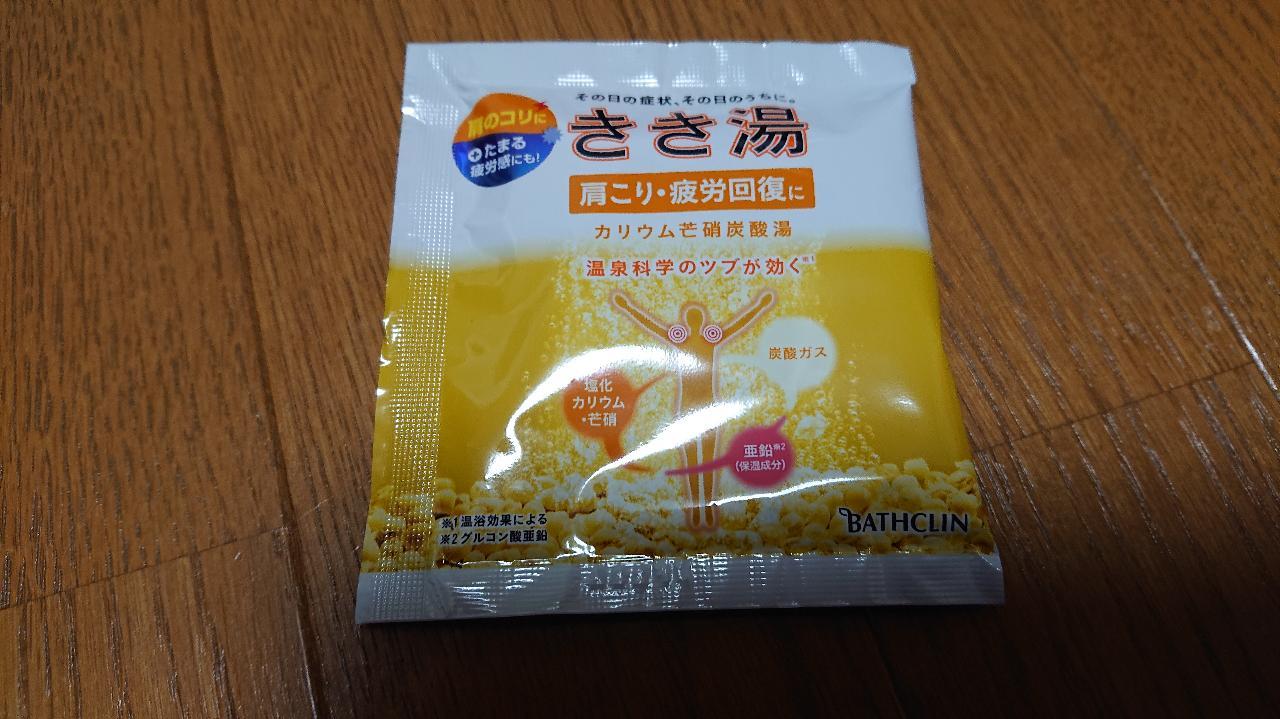 その日の症状、その日のうちに。
肩のコリに
+たまる
疲労感にも!
きき湯
肩こり・疲労回復に
カリウム芒硝炭酸湯
温泉科学のツブが効く※1
炭酸ガス
塩化
カリウム
・芒硝
亜鉛※2
(保湿成分)
※1 温浴効果による
※2 グルコン酸亜鉛
BATHCLIN